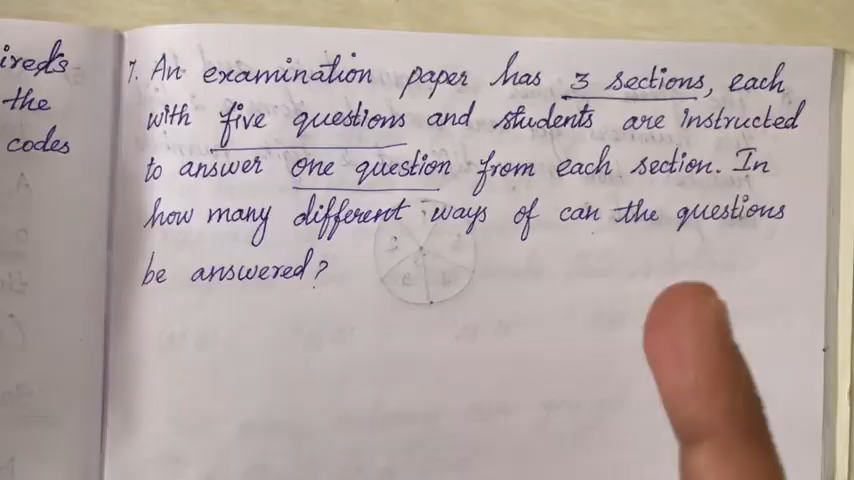 ireds
the
codes
7. An examination paper has 3 sections, each
with five questions and students are instructed
to answer one question from each section. In
how many different ways of can the questions
be answered?